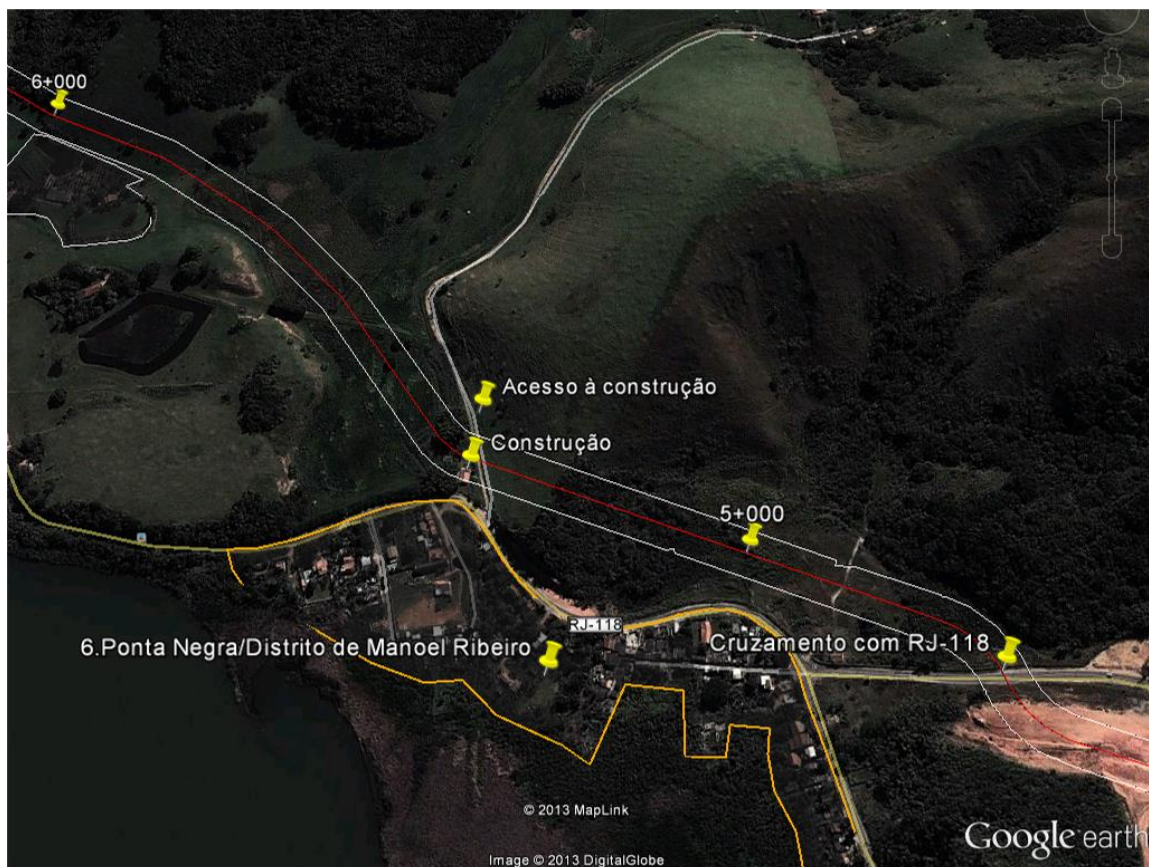 6+000
Acesso à construção
Construção
5+000
RJ-118
6.Ponta Negra/Distrito de Manoel Ribeiro
Cruzamento com RJ-118
© 2013 MapLink
Google earth
Image © 2013 DigitalGlobe